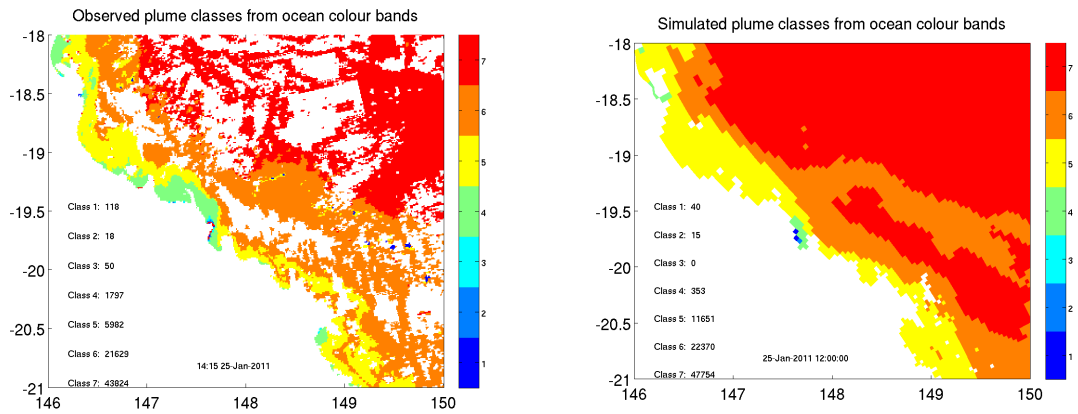 Observed plume classes from ocean colour bands
-18
-18.5
-19
-19.5
-20
-20.5
-21
Class 1: 118
Class 2: 18
Class 3: 50
Class 4: 1797
Class 5: 5982
Class 6: 21629
Class 7: 43824
14:15 25-Jan-2011
146 147 148 149 150
7
6
5
4
3
2
1
Simulated plume classes from ocean colour bands
-18
-18.5
-19
-19.5
-20
-20.5
-21
Class 1: 40
Class 2: 15
Class 3: 0
Class 4: 353
Class 5: 11651
Class 6: 22370
Class 7: 47754
25-Jan-2011 12:00:00
146 147 148 149 150
7
6
5
4
3
2
1